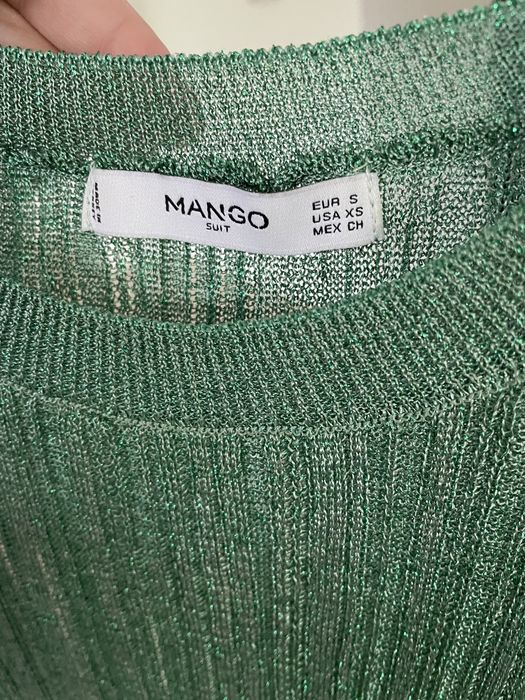 MANGO
SUIT
EUR S
USA XS
MEX CH